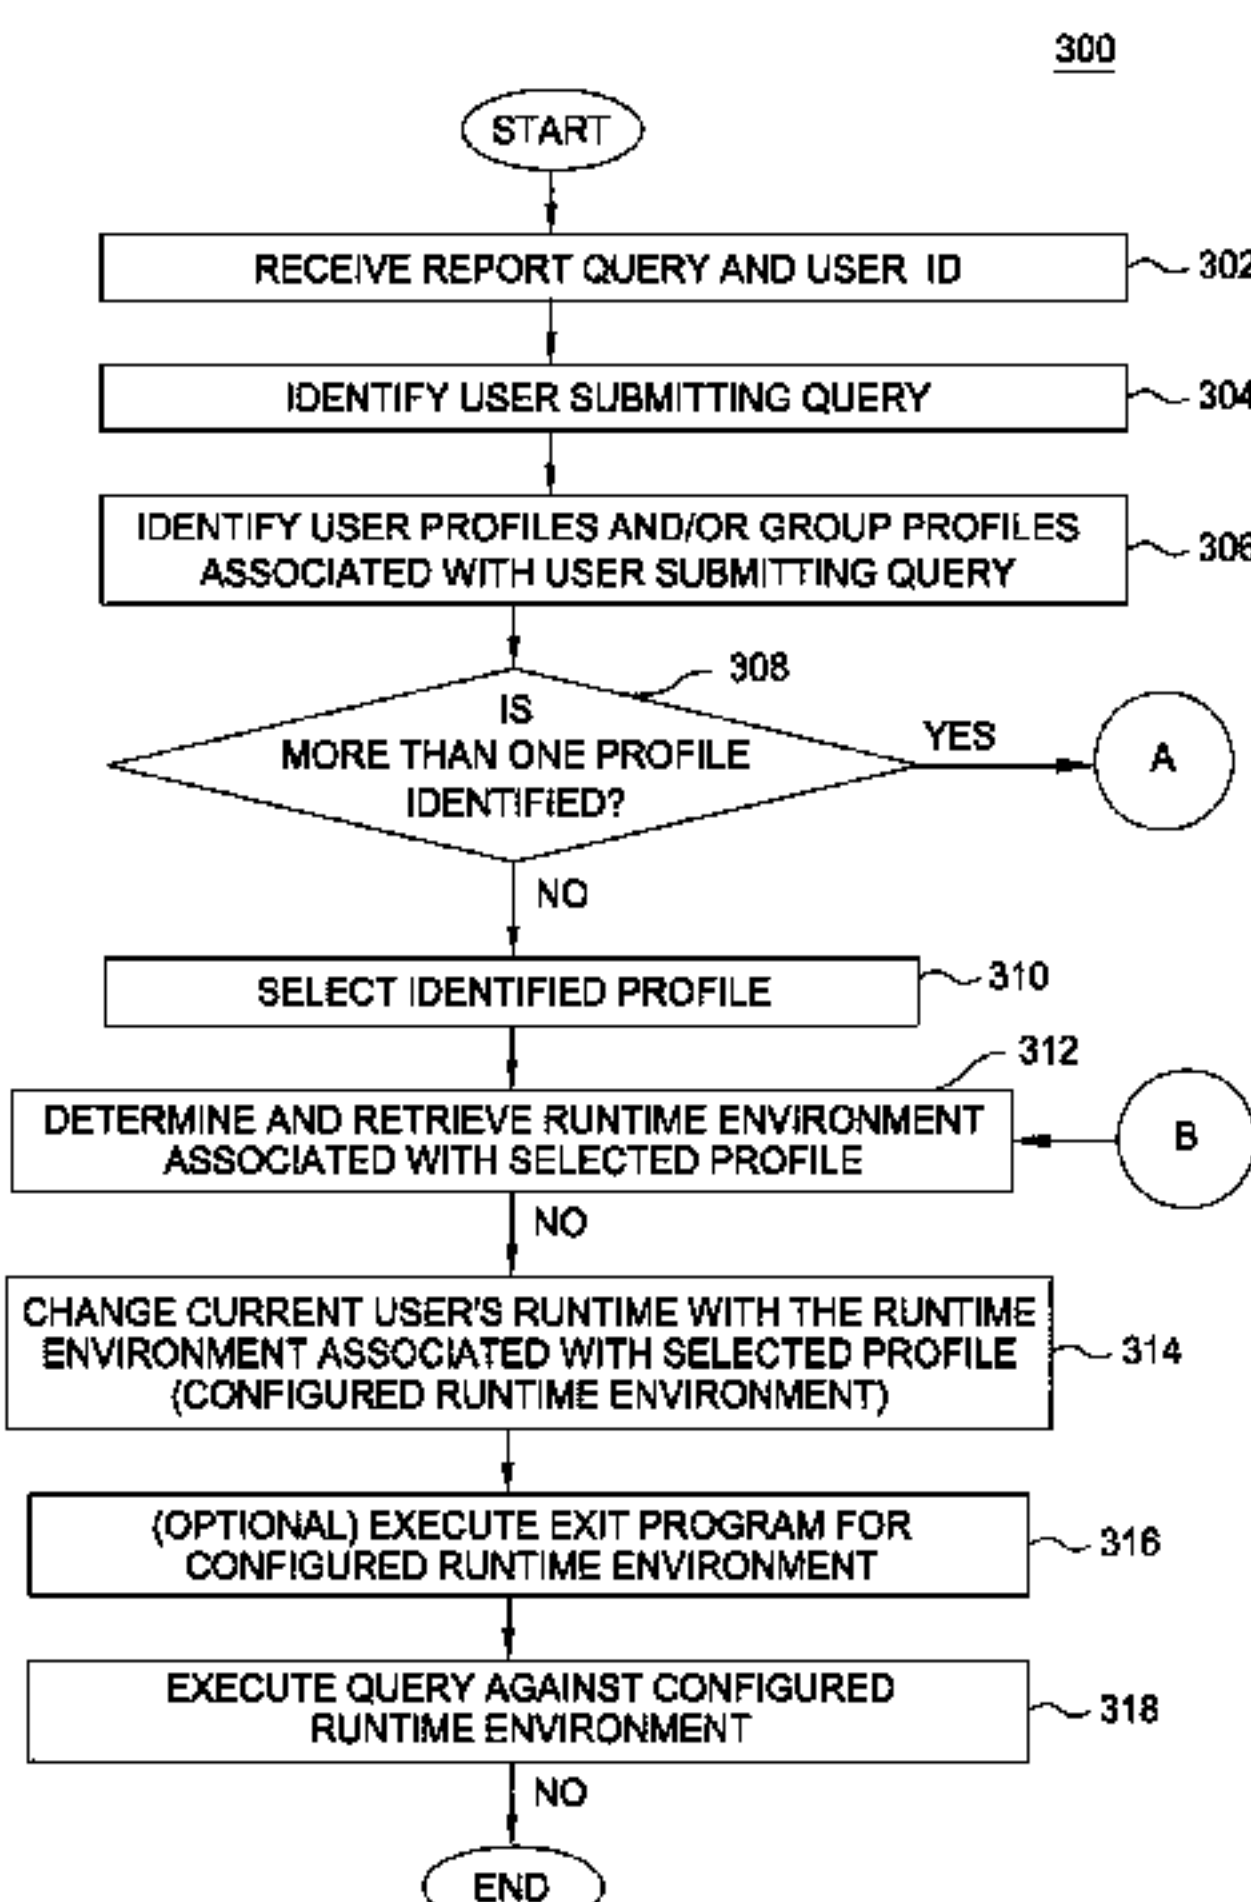 300
START
RECEIVE REPORT QUERY AND USER ID
302
IDENTIFY USER SUBMITTING QUERY
304
IDENTIFY USER PROFILES AND/OR GROUP PROFILES
ASSOCIATED WITH USER SUBMITTING QUERY
306
308
IS
MORE THAN ONE PROFILE
IDENTIFIED?
YES
A
NO
SELECT IDENTIFIED PROFILE
310
312
DETERMINE AND RETRIEVE RUNTIME ENVIRONMENT
ASSOCIATED WITH SELECTED PROFILE
B
NO
CHANGE CURRENT USER'S RUNTIME WITH THE RUNTIME
ENVIRONMENT ASSOCIATED WITH SELECTED PROFILE
(CONFIGURED RUNTIME ENVIRONMENT)
314
(OPTIONAL) EXECUTE EXIT PROGRAM FOR
CONFIGURED RUNTIME ENVIRONMENT
316
EXECUTE QUERY AGAINST CONFIGURED
RUNTIME ENVIRONMENT
318
NO
END